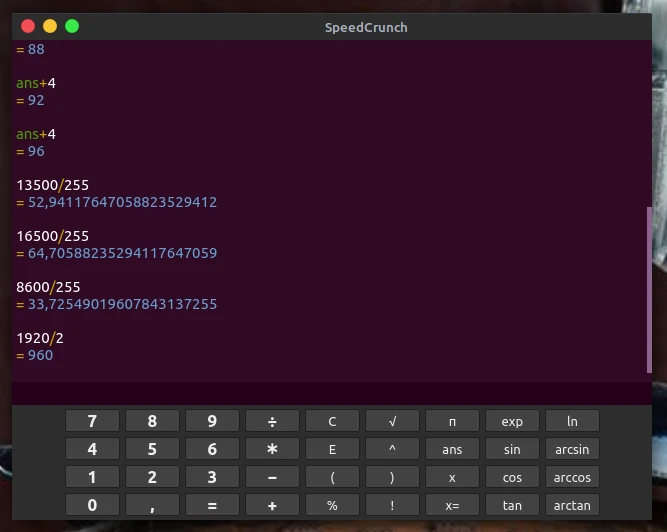 SpeedCrunch
= 88
ans+4
= 92
ans+4
= 96
13500/255
= 52,94117647058823529412
16500/255
= 64,70588235294117647059
8600/255
= 33,72549019607843137255
1920/2
= 960
7 8 9 ÷ C √ π exp ln
4 5 6 * E ^ ans sin arcsin
1 2 3 − ( ) x cos arccos
0 , = + % ! x= tan arctan